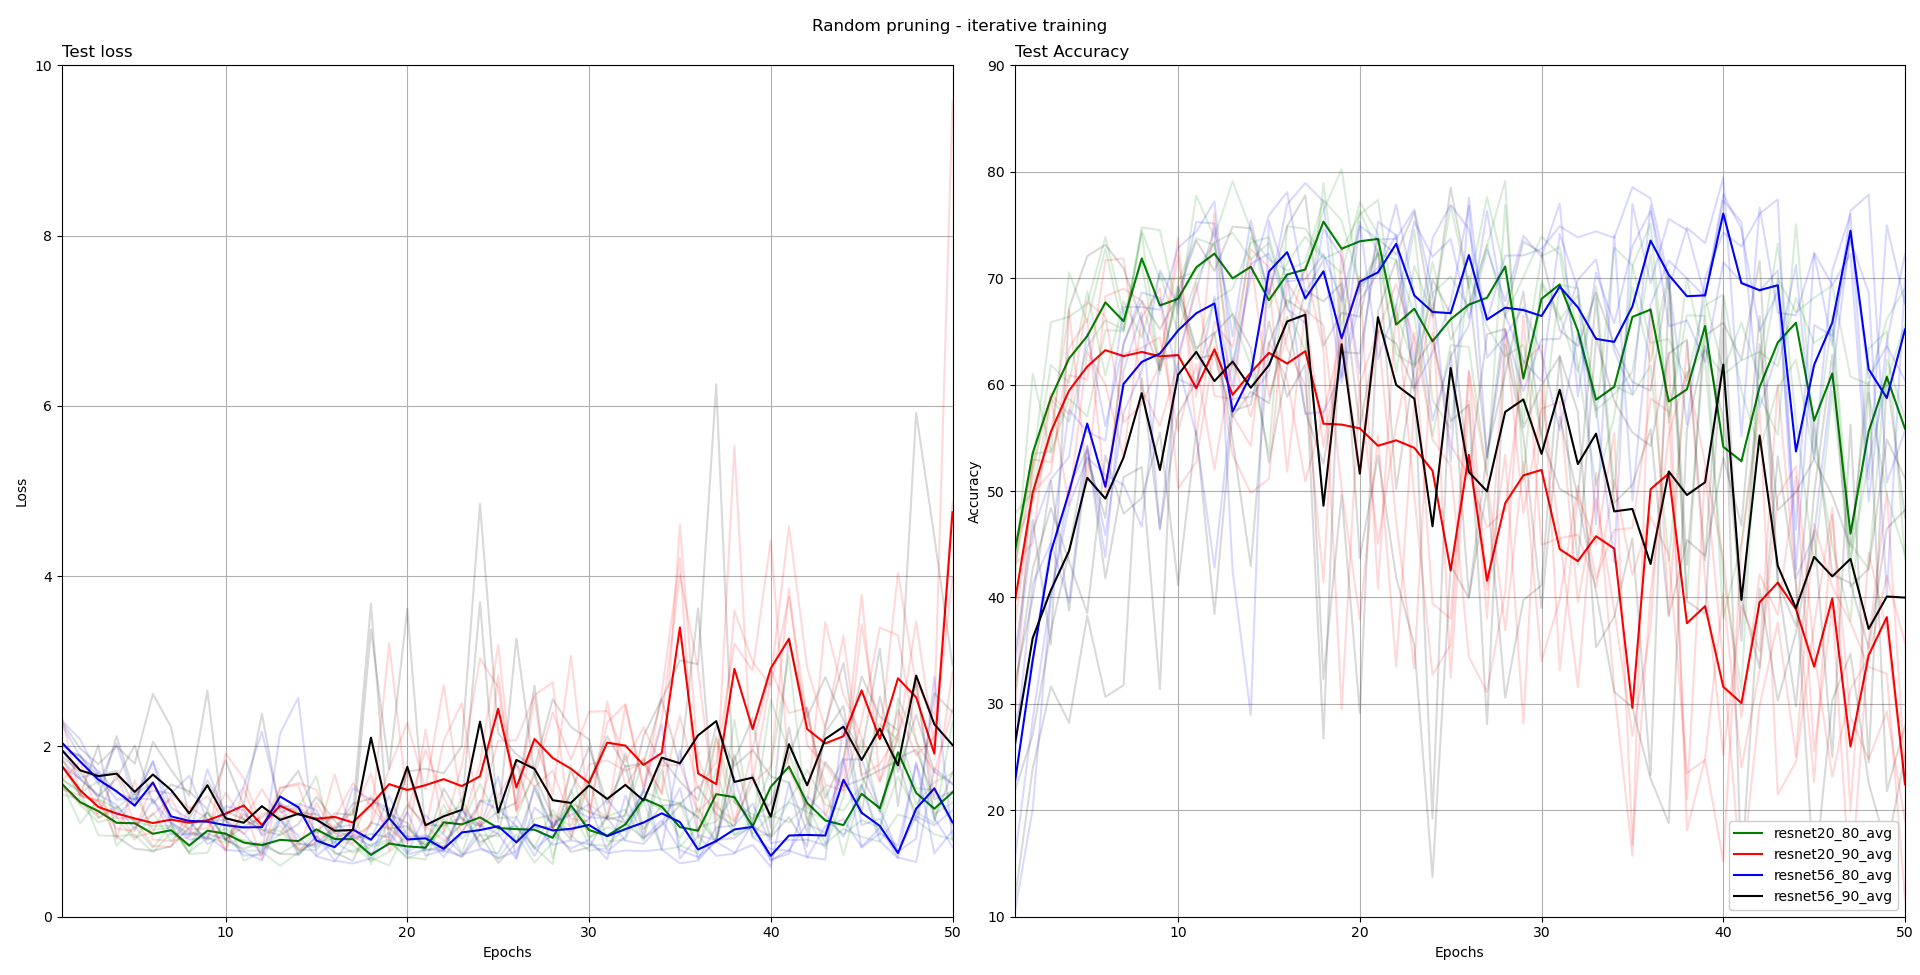 Random pruning - iterative training
Test loss
10
8
6
4
2
0
Loss
10
20
30
40
50
Epochs
Test Accuracy
90
80
70
60
50
40
30
20
10
Accuracy
10
20
30
40
50
Epochs
resnet20_80_avg
resnet20_90_avg
resnet56_80_avg
resnet56_90_avg